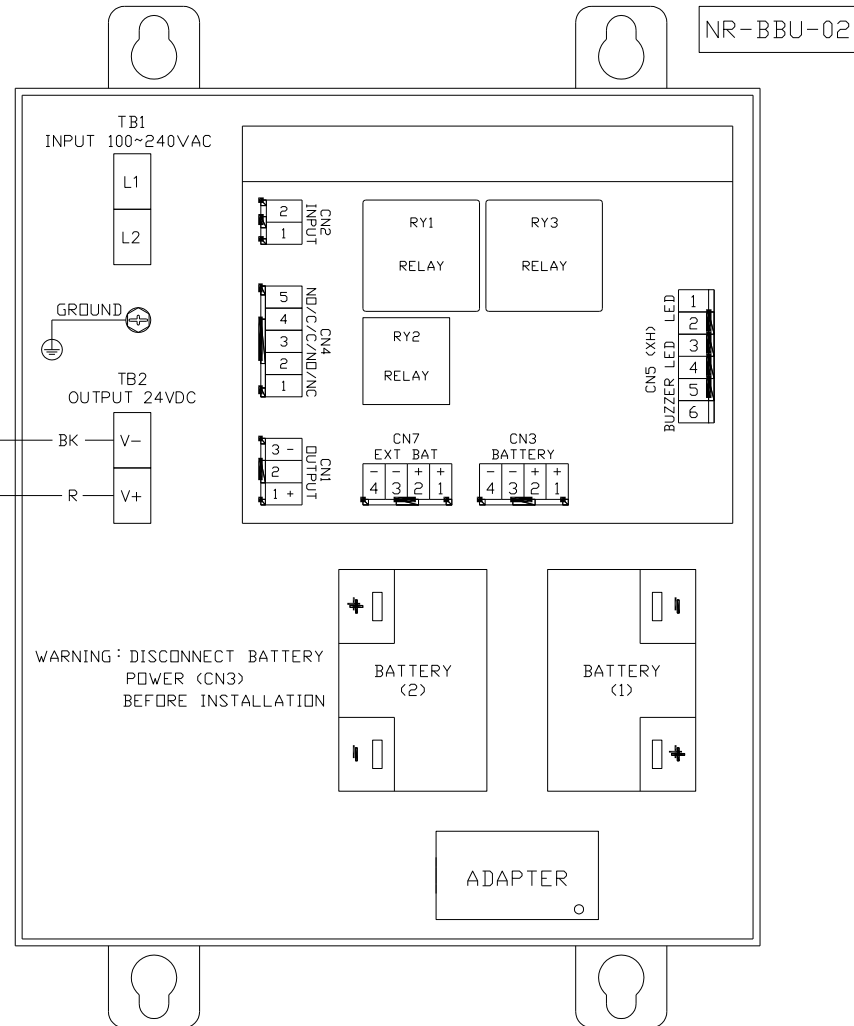 NR-BBU-02
TB1
INPUT 100~240VAC
L1
L2
GROUND
TB2
OUTPUT 24VDC
BK
V-
R
V+
2
1
CN2
INPUT
5
4
3
2
1
CN4
NO/C/C/NO/NC
3 -
2
1 +
CN1
OUTPUT
RY1
RELAY
RY3
RELAY
RY2
RELAY
CN7
EXT BAT
- - + +
4 3 2 1
CN3
BATTERY
- - + +
4 3 2 1
CN5 (XH)
BUZZER LED LED
1
2
3
4
5
6
WARNING: DISCONNECT BATTERY
POWER (CN3)
BEFORE INSTALLATION
+
BATTERY
(2)
-
-
BATTERY
(1)
+
ADAPTER